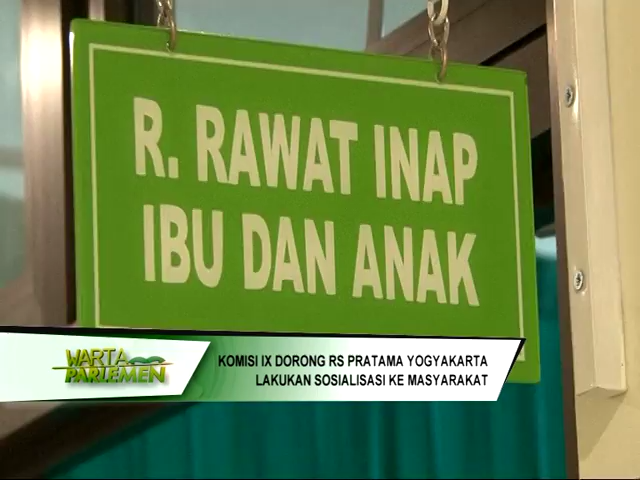 R. RAWAT INAP
IBU DAN ANAK
WARTA
PARLEMEN
KOMISI IX DORONG RS PRATAMA YOGYAKARTA
LAKUKAN SOSIALISASI KE MASYARAKAT